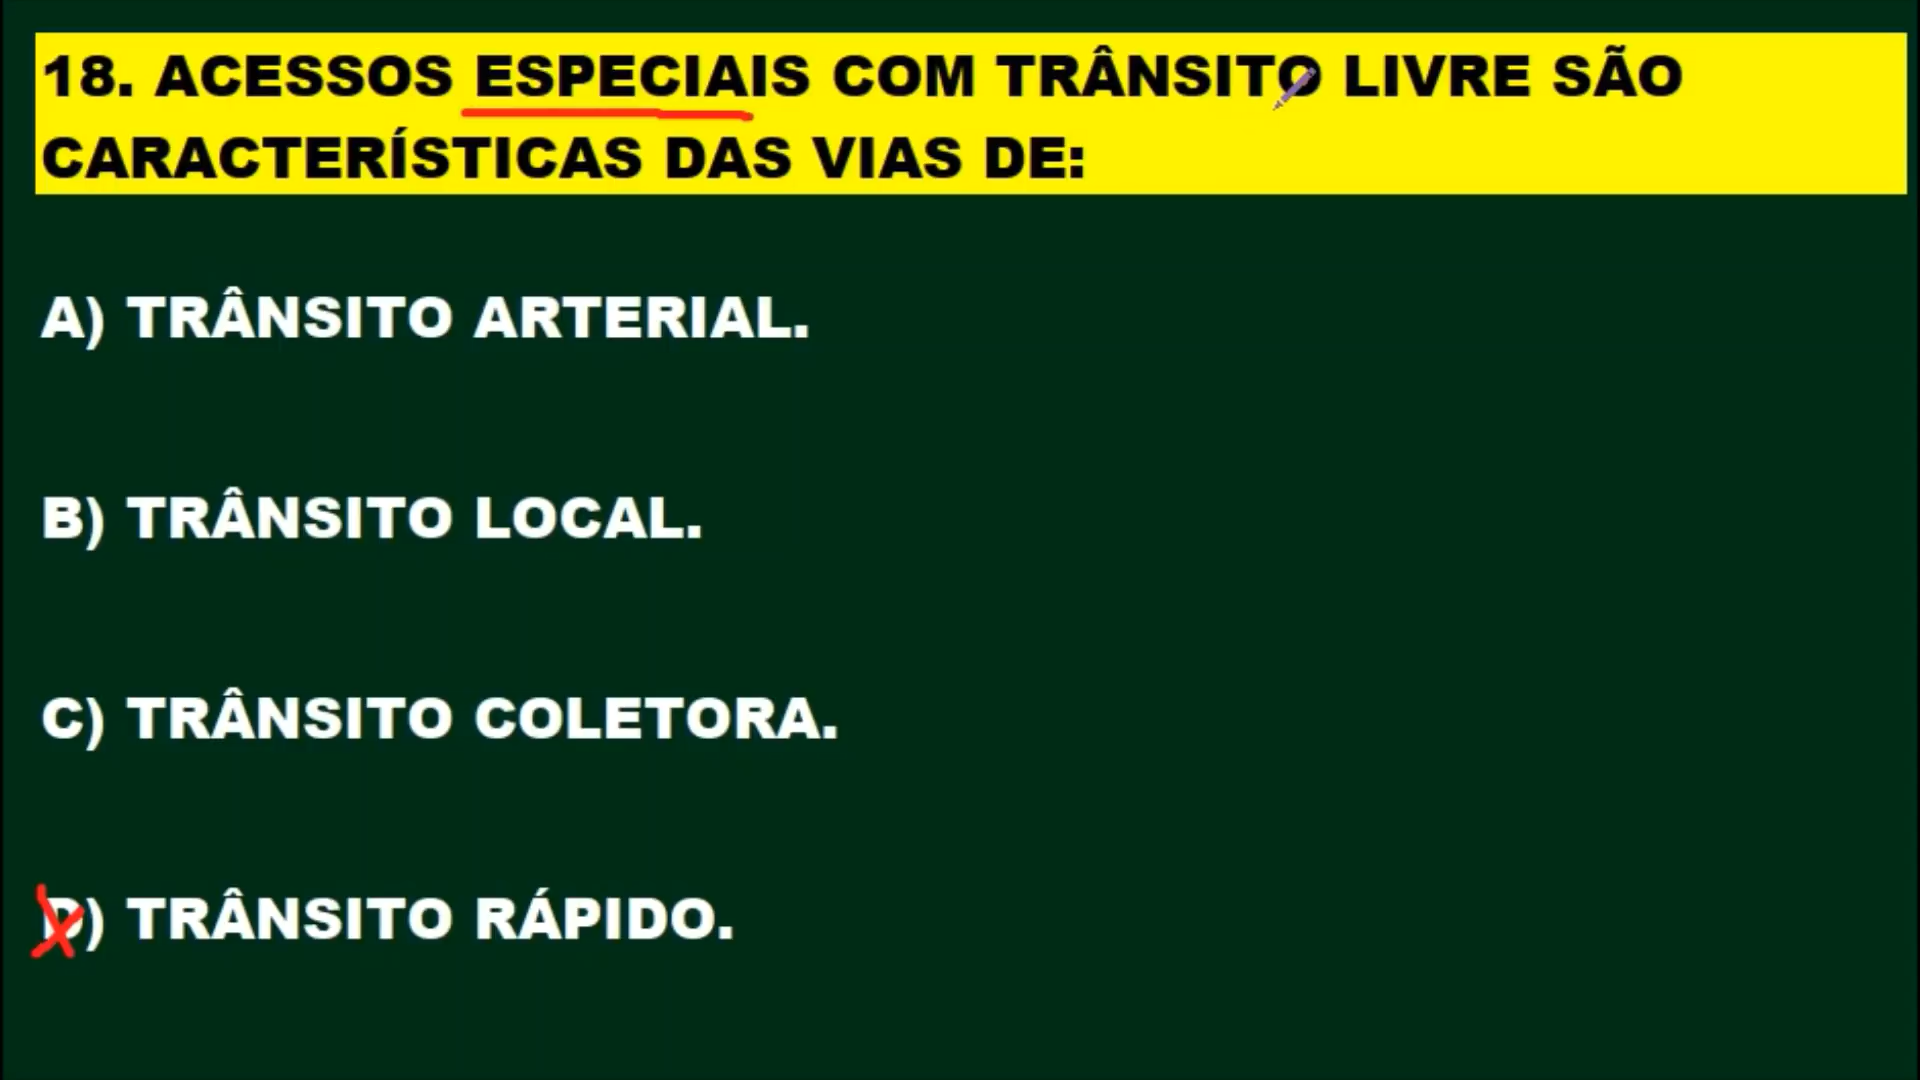 18. ACESSOS ESPECIAIS COM TRÂNSITO LIVRE SÃO
CARACTERÍSTICAS DAS VIAS DE:
A) TRÂNSITO ARTERIAL.
B) TRÂNSITO LOCAL.
C) TRÂNSITO COLETORA.
D) TRÂNSITO RÁPIDO.